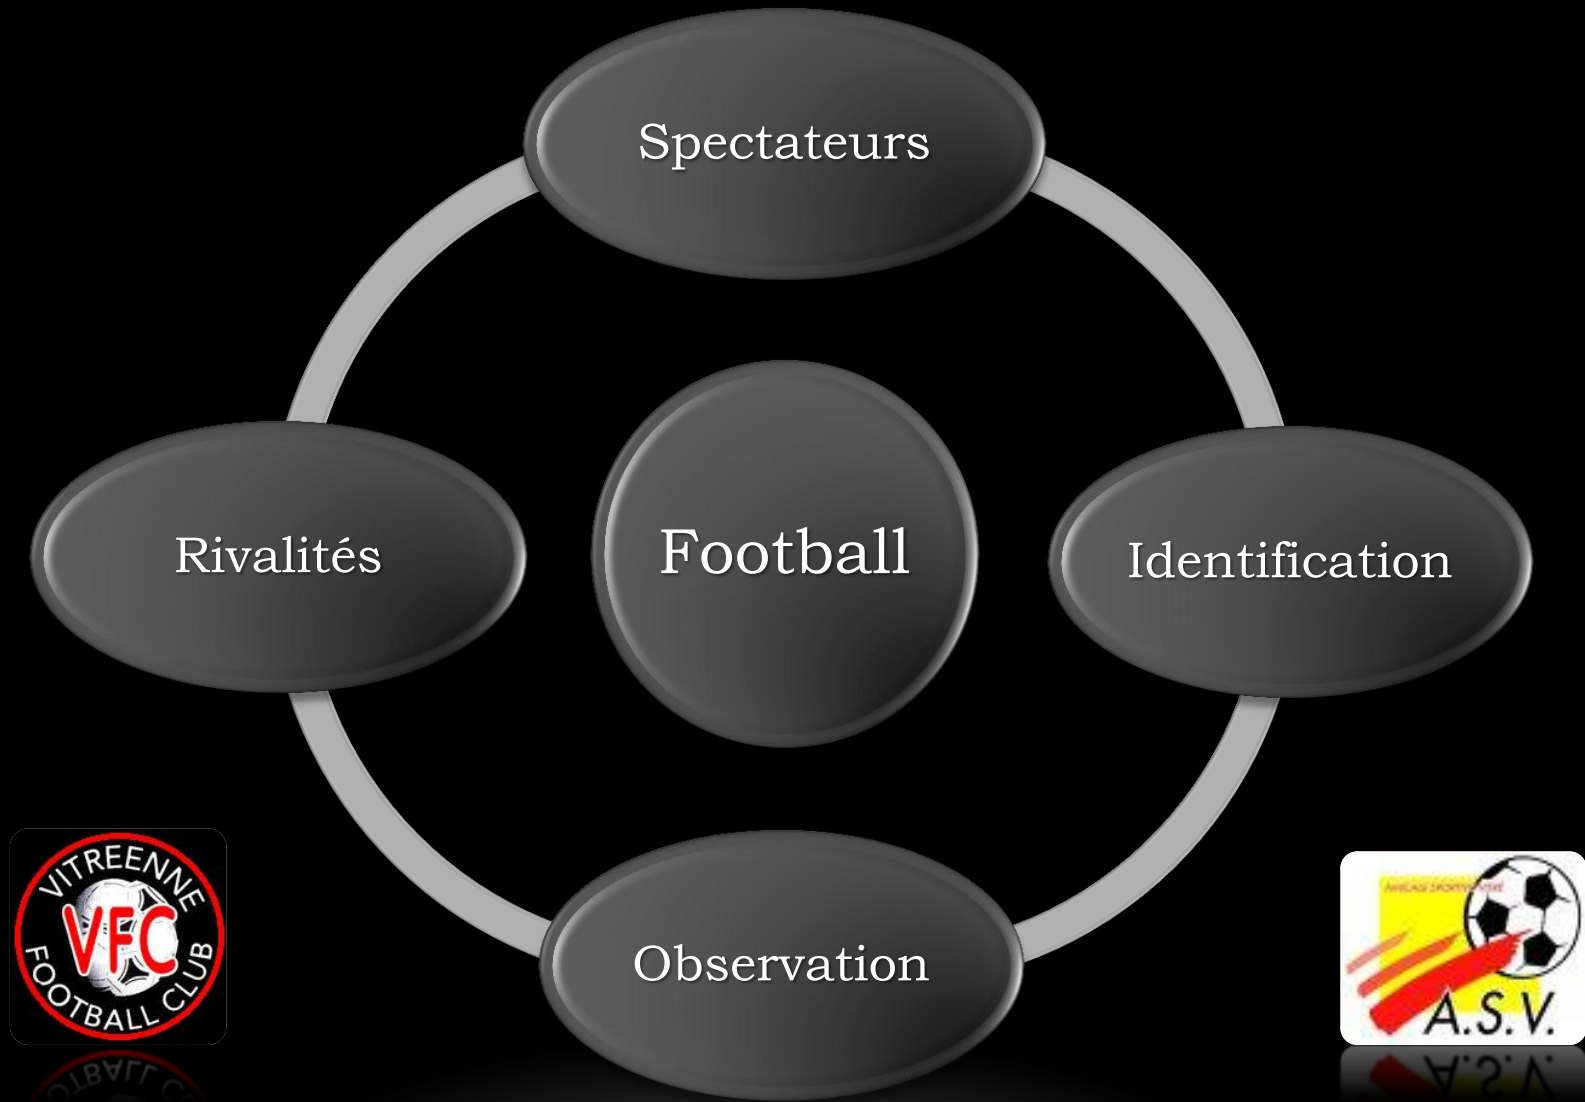 Spectateurs
Rivalités
Football
Identification
Observation
VITREENNE
VFC
FOOTBALL CLUB
A.S.V.